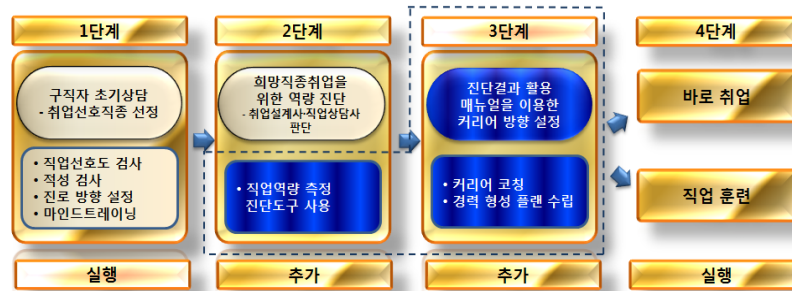 1단계
구직자 초기상담
- 취업선호직종 선정
• 직업선호도 검사
• 적성 검사
• 진로 방향 설정
• 마인드트레이닝
실행
2단계
희망직종취업을
위한 역량 진단
- 취업설계사·직업상담사
판단
• 직업역량 측정
진단도구 사용
추가
3단계
진단결과 활용
매뉴얼을 이용한
커리어 방향 설정
• 커리어 코칭
• 경력 형성 플랜 수립
추가
4단계
바로 취업
직업 훈련
실행